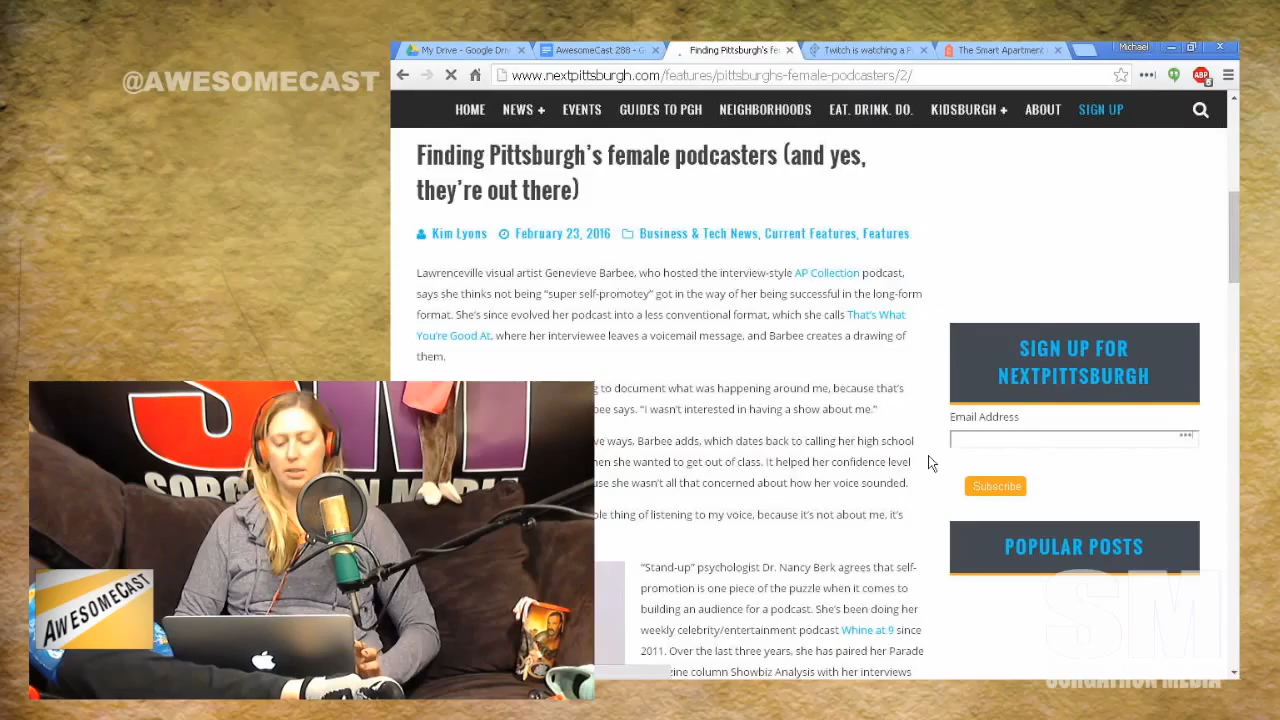 @AWESOMECAST
My Drive - Google Dri
AwesomeCast 288 - G
Finding Pittsburgh's fe
Twitch is watching a P
The Smart Apartment
Michael
www.nextpittsburgh.com/features/pittsburghs-female-podcasters/2/
ABP
HOME NEWS + EVENTS GUIDES TO PGH NEIGHBORHOODS EAT. DRINK. DO. KIDSBURGH + ABOUT SIGN UP
Finding Pittsburgh's female podcasters (and yes,
they're out there)
Kim Lyons February 23, 2016 Business & Tech News, Current Features, Features
Lawrenceville visual artist Genevieve Barbee, who hosted the interview-style AP Collection podcast,
says she thinks not being "super self-promotey" got in the way of her being successful in the long-form
format. She's since evolved her podcast into a less conventional format, which she calls That's What
You're Good At, where her interviewee leaves a voicemail message, and Barbee creates a drawing of
them.
to document what was happening around me, because that's
bee says. "I wasn't interested in having a show about me."
ve ways, Barbee adds, which dates back to calling her high school
en she wanted to get out of class. It helped her confidence level
use she wasn't all that concerned about how her voice sounded.
ole thing of listening to my voice, because it's not about me, it's
"Stand-up" psychologist Dr. Nancy Berk agrees that self-
promotion is one piece of the puzzle when it comes to
building an audience for a podcast. She's been doing her
weekly celebrity/entertainment podcast Whine at 9 since
2011. Over the last three years, she has paired her Parade
zine column Showbiz Analysis with her interviews
SIGN UP FOR
NEXTPITTSBURGH
Email Address
Subscribe
POPULAR POSTS
SM
SORGATRON MEDIA
SM
SORGATRON MEDIA
AWESOMECAST